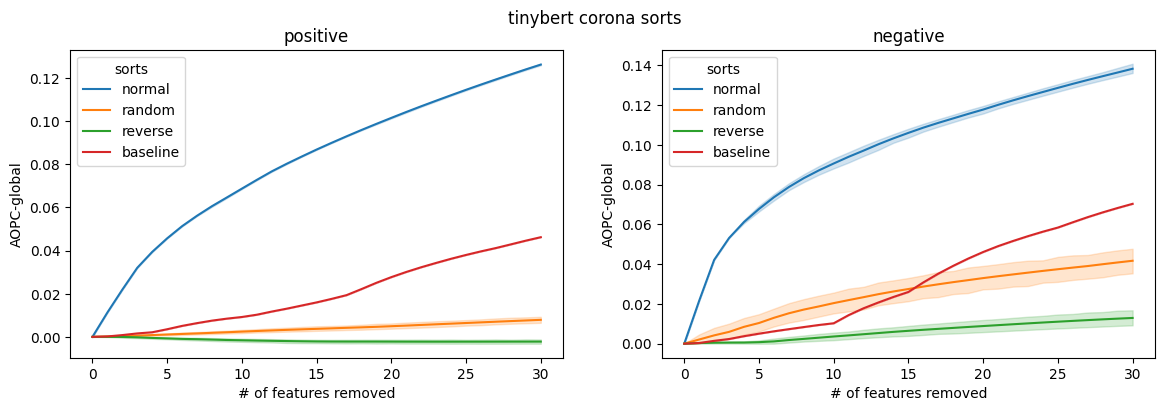 tinybert corona sorts
positive
AOPC-global
0.12
0.10
0.08
0.06
0.04
0.02
0.00
sorts
normal
random
reverse
baseline
0 5 10 15 20 25 30
# of features removed
negative
AOPC-global
0.14
0.12
0.10
0.08
0.06
0.04
0.02
0.00
sorts
normal
random
reverse
baseline
0 5 10 15 20 25 30
# of features removed